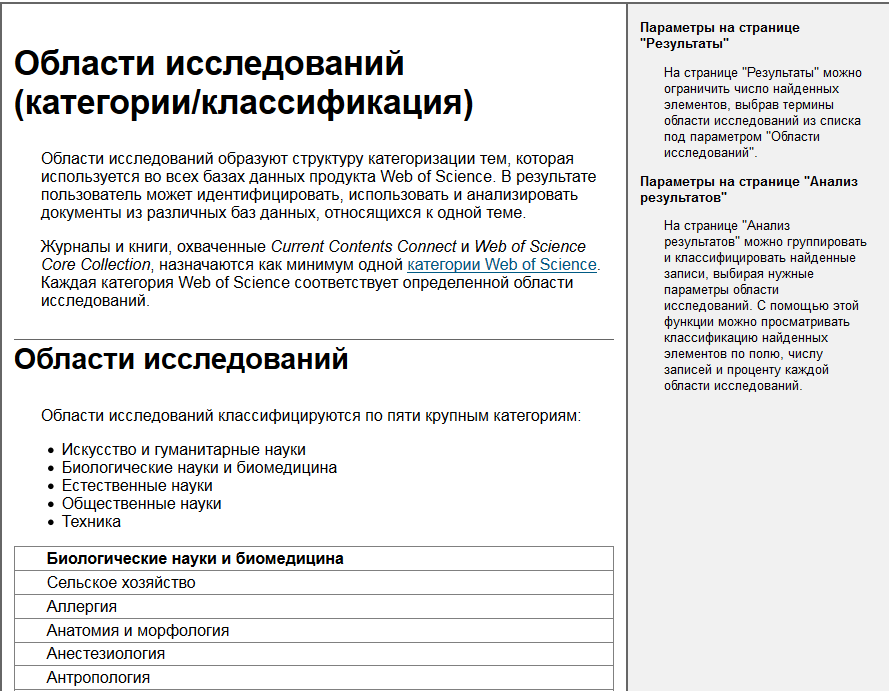 Области исследований
(категории/классификация)
Области исследований образуют структуру категоризации тем, которая
используется во всех базах данных продукта Web of Science. В результате
пользователь может идентифицировать, использовать и анализировать
документы из различных баз данных, относящихся к одной теме.
Журналы и книги, охваченные Current Contents Connect и Web of Science
Core Collection, назначаются как минимум одной категории Web of Science.
Каждая категория Web of Science соответствует определенной области
исследований.
Области исследований
Области исследований классифицируются по пяти крупным категориям:
Искусство и гуманитарные науки
Биологические науки и биомедицина
Естественные науки
Общественные науки
Техника
Биологические науки и биомедицина
Сельское хозяйство
Аллергия
Анатомия и морфология
Анестезиология
Антропология
Параметры на странице
"Результаты"
На странице "Результаты" можно
ограничить число найденных
элементов, выбрав термины
области исследований из списка
под параметром "Области
исследований".
Параметры на странице "Анализ
результатов"
На странице "Анализ
результатов" можно группировать
и классифицировать найденные
записи, выбирая нужные
параметры области
исследований. С помощью этой
функции можно просматривать
классификацию найденных
элементов по полю, числу
записей и проценту каждой
области исследований.